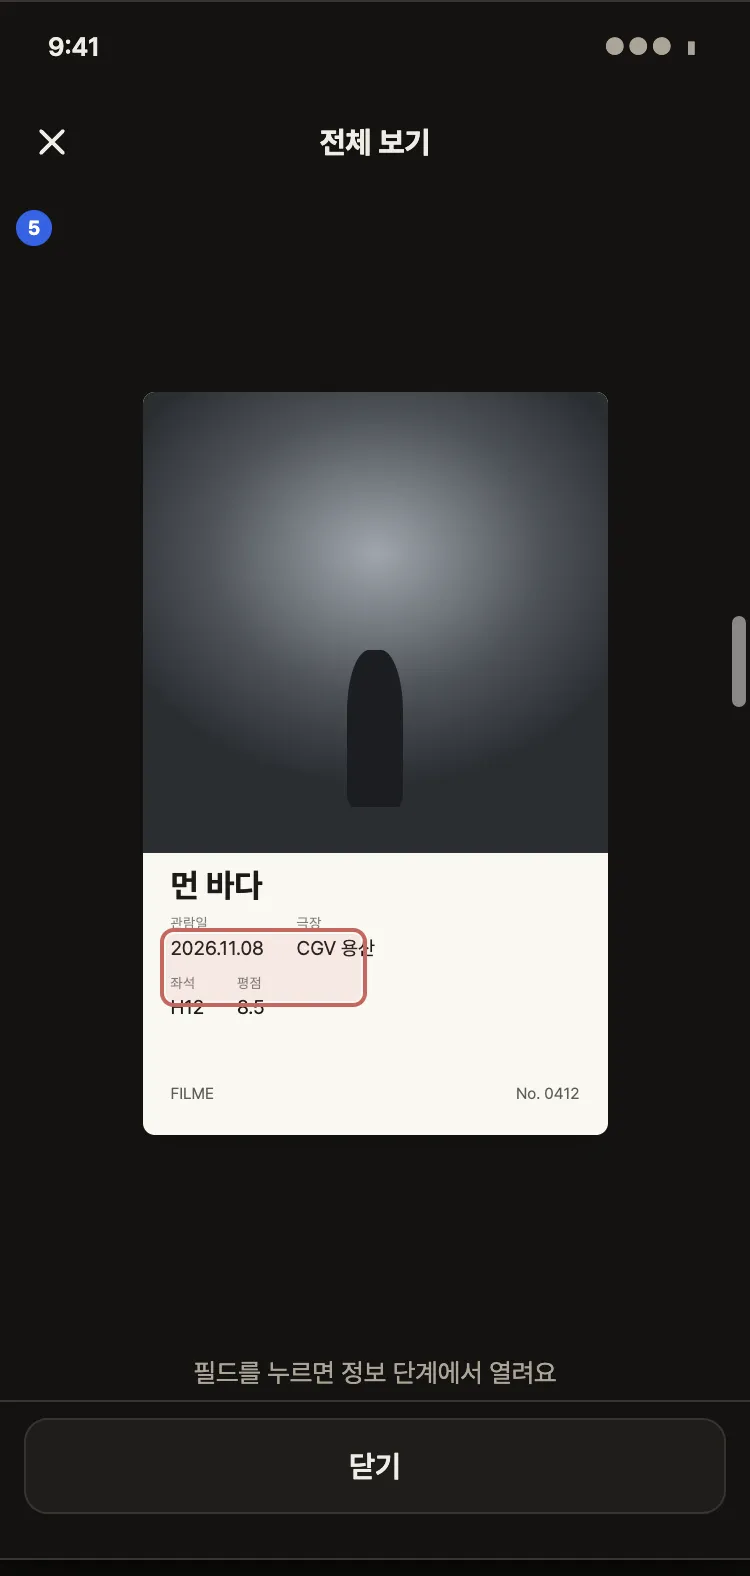 9:41
전체 보기
5
먼 바다
관람일 극장
2026.11.08 CGV 용산
좌석 평점
H12 8.5
FILME No. 0412
필드를 누르면 정보 단계에서 열려요
닫기